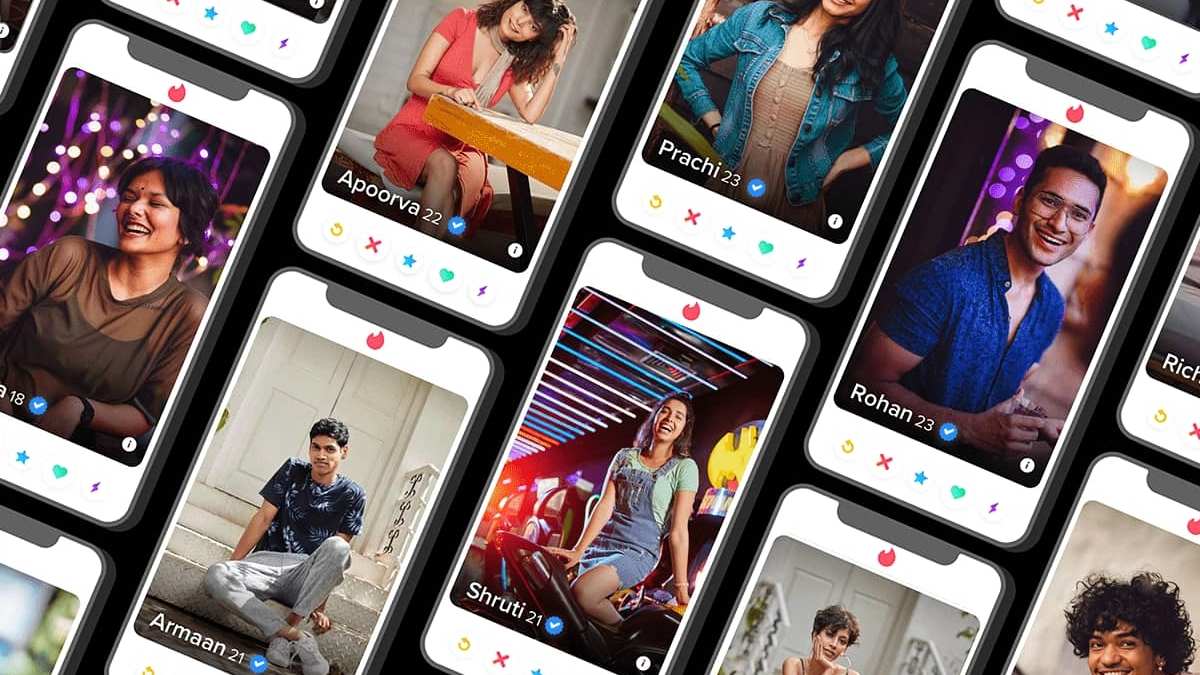 Apoorva 22
Prachi 23
a 18
Rohan 23
Rich
Armaan 21
Shruti 21